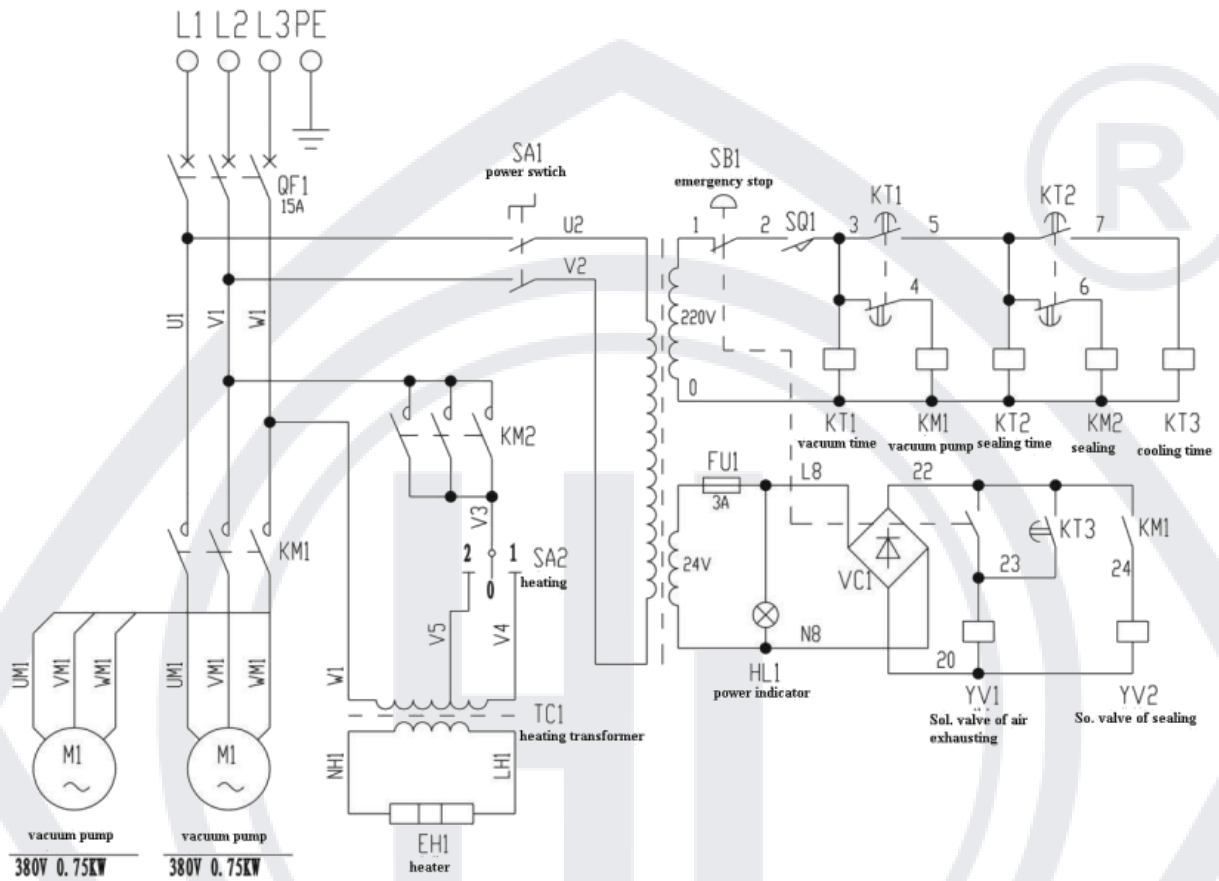 L1 L2 L3 PE
QF1
15A
SA1
power swtich
U2
V2
SB1
emergency stop
1
2
SQ1
3
KT1
5
KT2
7
4
6
220V
0
U1
V1
W1
KM2
KT1
vacuum time
KM1
vacuum pump
KT2
sealing time
KM2
sealing
KT3
cooling time
FU1
3A
L8
22
V3
KM1
2
0
1
SA2
heating
24V
VC1
KT3
KM1
23
24
V5
V4
N8
20
UM1
VM1
WM1
UM1
VM1
WM1
W1
HL1
power indicator
YV1
Sol. valve of air
exhausting
YV2
So. valve of sealing
TC1
heating transformer
M1
~
M1
~
NH1
LH1
EH1
heater
vacuum pump
380V 0.75KW
vacuum pump
380V 0.75KW
R